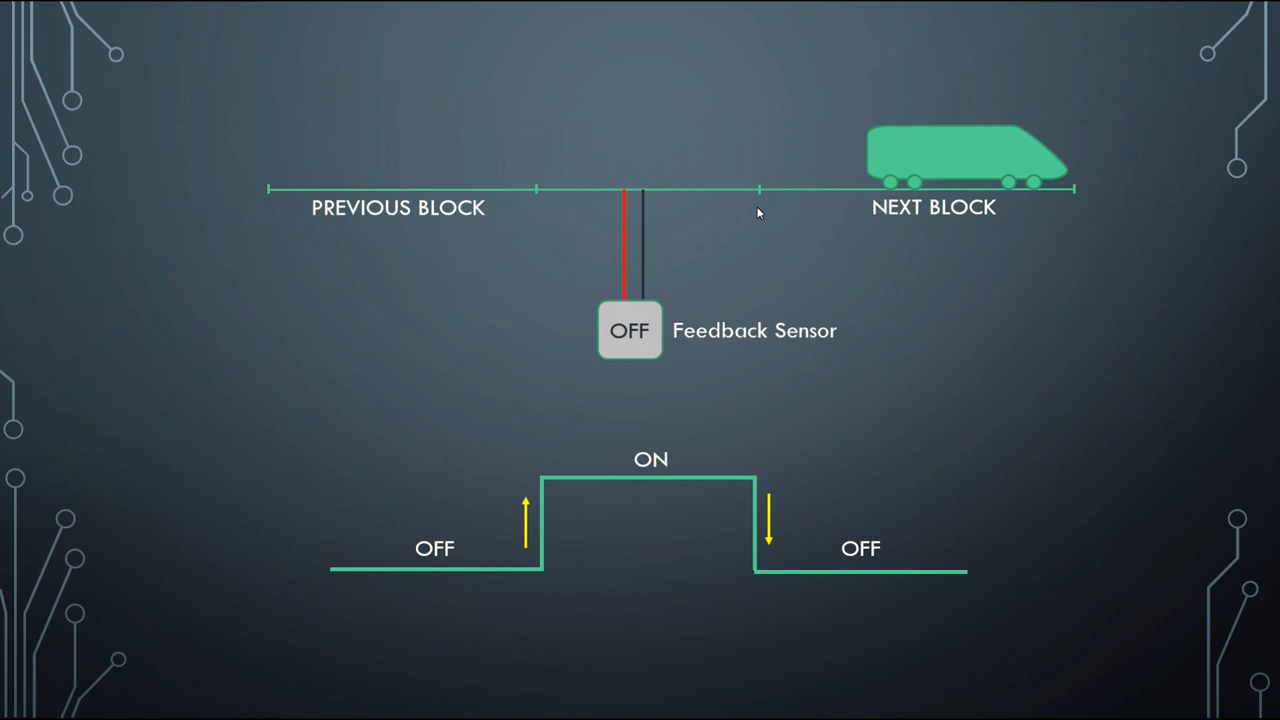 PREVIOUS BLOCK
NEXT BLOCK
OFF
Feedback Sensor
ON
OFF
OFF